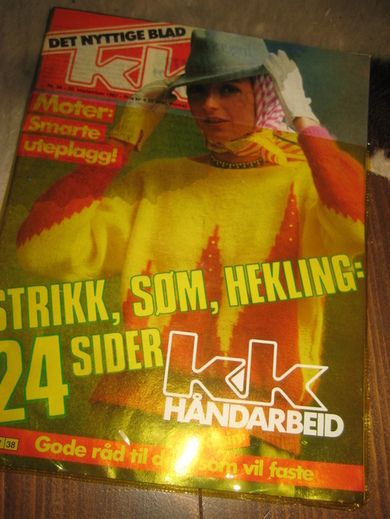 DET NYTTIGE BLAD
kk
Moter:
Smarte
uteplagg!
STRIKK, SØM, HEKLING:
24 SIDER
kk
HÅNDARBEID
38
Gode råd til som vil faste